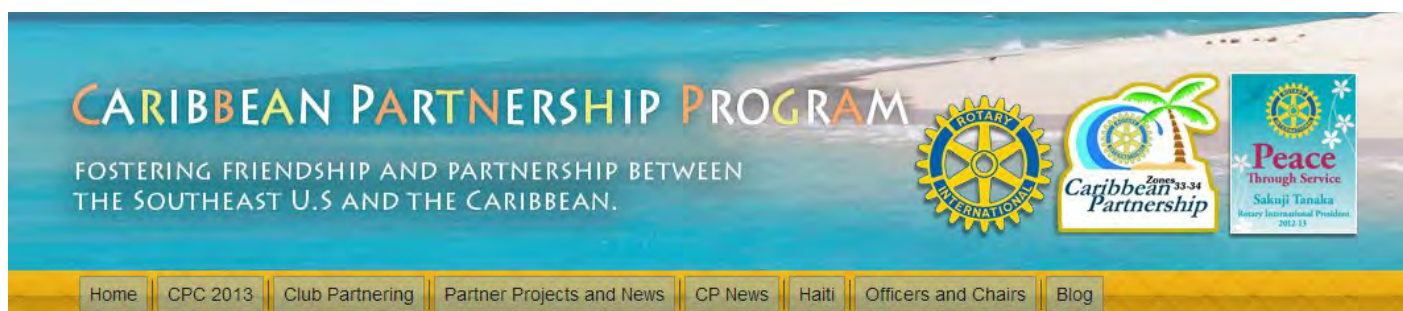 CARIBBEAN PARTNERSHIP PROGRAM
FOSTERING FRIENDSHIP AND PARTNERSHIP BETWEEN
THE SOUTHEAST U.S AND THE CARIBBEAN.
ROTARY
INTERNATIONAL
Zones 33-34
Caribbean
Partnership
Peace
Through Service
Sakuji Tanaka
Rotary International President
2012-13
Home CPC 2013 Club Partnering Partner Projects and News CP News Haiti Officers and Chairs Blog